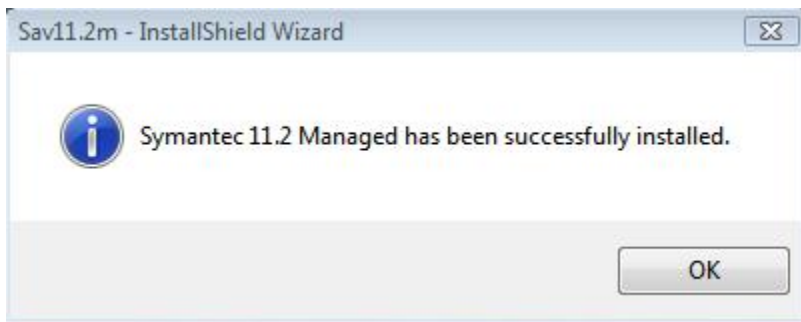 Sav11.2m - InstallShield Wizard
Symantec 11.2 Managed has been successfully installed.
OK